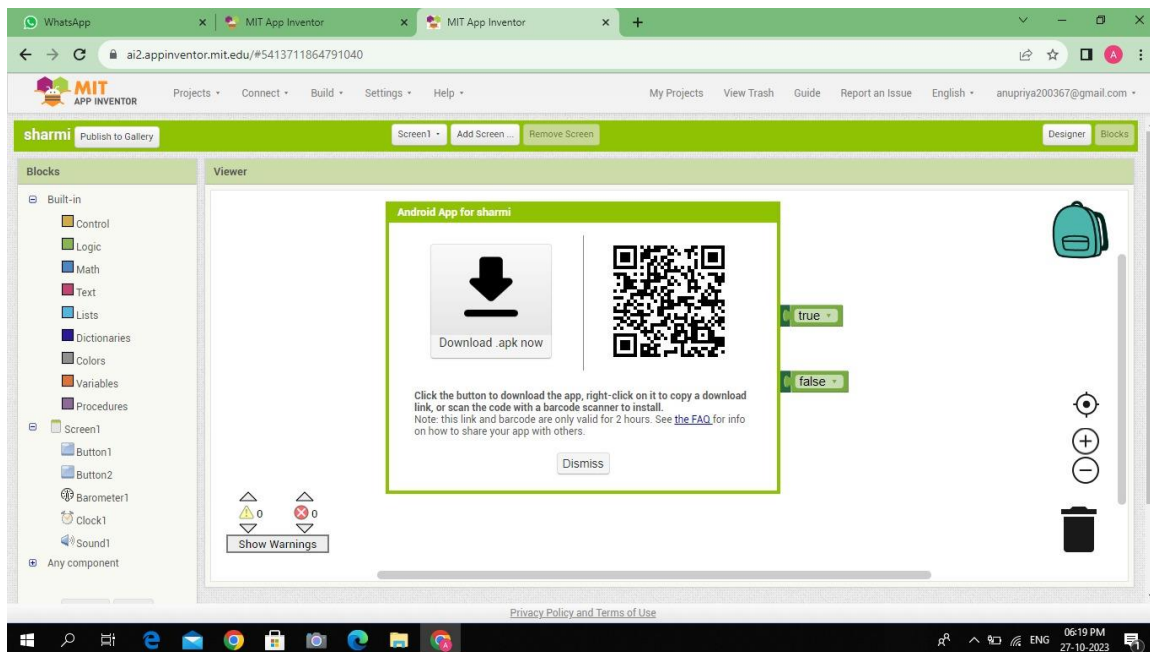 WhatsApp
MIT App Inventor
MIT App Inventor
ai2.appinventor.mit.edu/#5413711864791040
A
MIT
APP INVENTOR
Projects
Connect
Build
Settings
Help
My Projects
View Trash
Guide
Report an Issue
English
anupriya200367@gmail.com
sharmi
Publish to Gallery
Screen1
Add Screen ...
Remove Screen
Designer
Blocks
Blocks
Viewer
Built-in
Control
Logic
Math
Text
Lists
Dictionaries
Colors
Variables
Procedures
Screen1
Button1
Button2
Barometer1
Clock1
Sound1
Any component
Android App for sharmi
Download .apk now
Click the button to download the app, right-click on it to copy a download
link, or scan the code with a barcode scanner to install.
Note: this link and barcode are only valid for 2 hours. See the FAQ for info
on how to share your app with others.
Dismiss
true
false
0
0
Show Warnings
Privacy Policy and Terms of Use
ENG
06:19 PM
27-10-2023
1